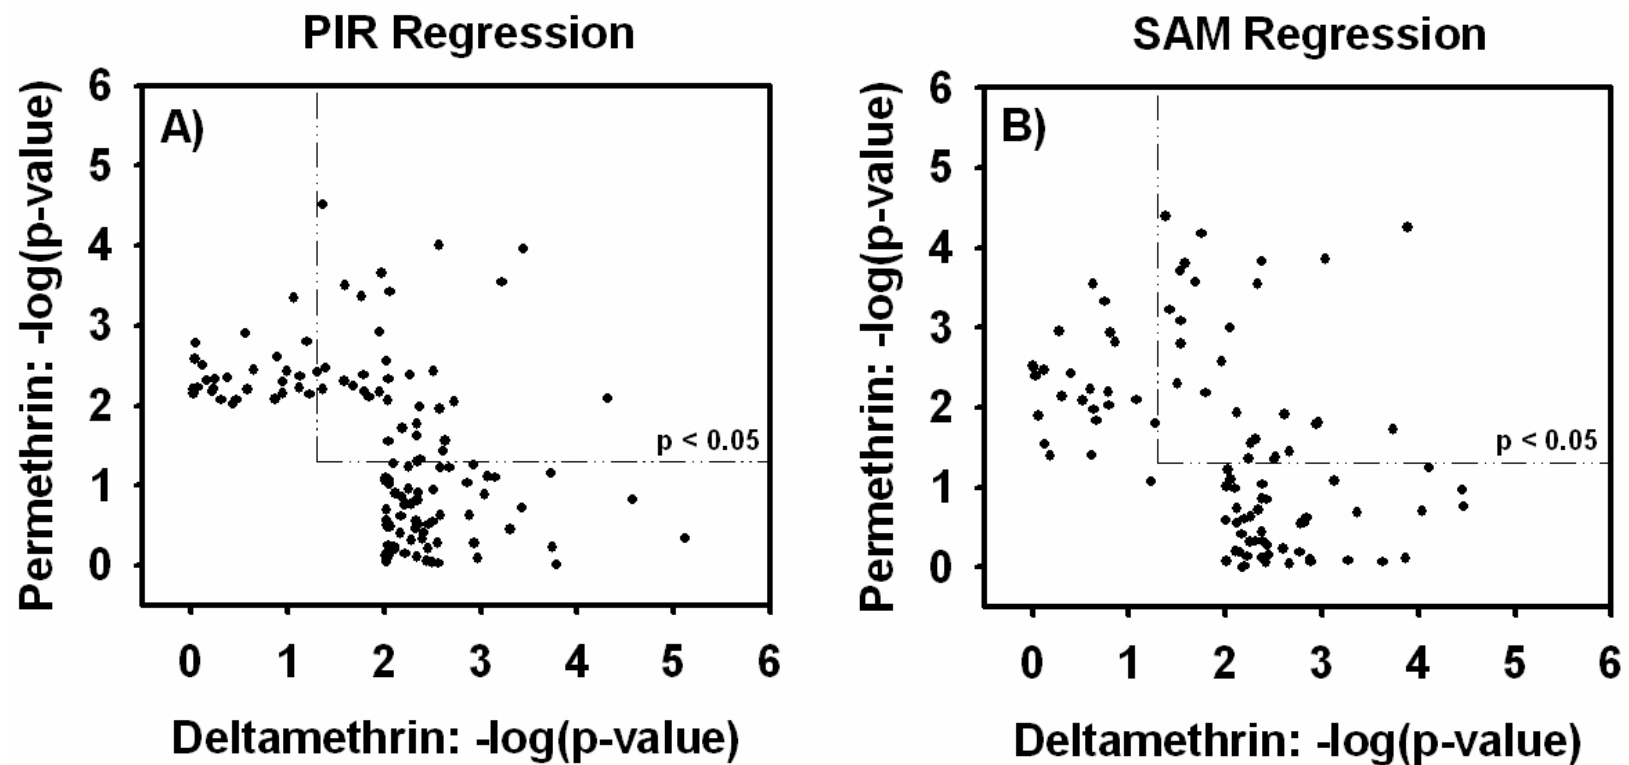 PIR Regression
A)
p < 0.05
6
5
4
3
2
1
0
0 1 2 3 4 5 6
Permethrin: -log(p-value)
Deltamethrin: -log(p-value)
SAM Regression
B)
p < 0.05
6
5
4
3
2
1
0
0 1 2 3 4 5 6
Permethrin: -log(p-value)
Deltamethrin: -log(p-value)